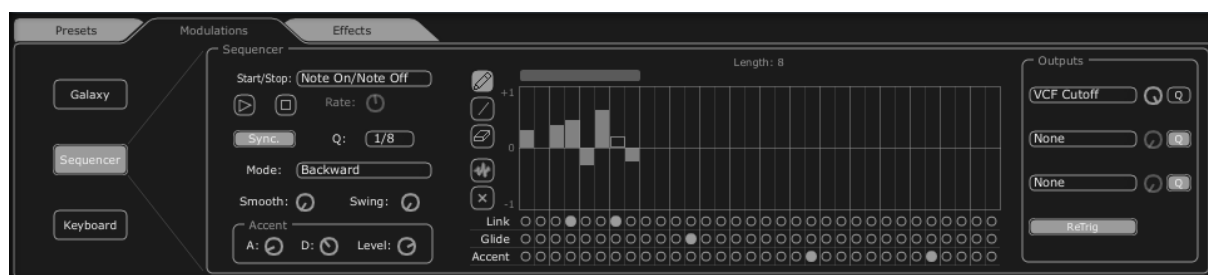 Presets
Modulations
Effects
Galaxy
Sequencer
Keyboard
Sequencer
Start/Stop: Note On/Note Off
Rate:
Sync. Q: 1/8
Mode: Backward
Smooth: Swing:
Accent
A: D: Level:
Length: 8
+1
0
-1
Link
Glide
Accent
Outputs
VCF Cutoff Q
None Q
None Q
ReTrig